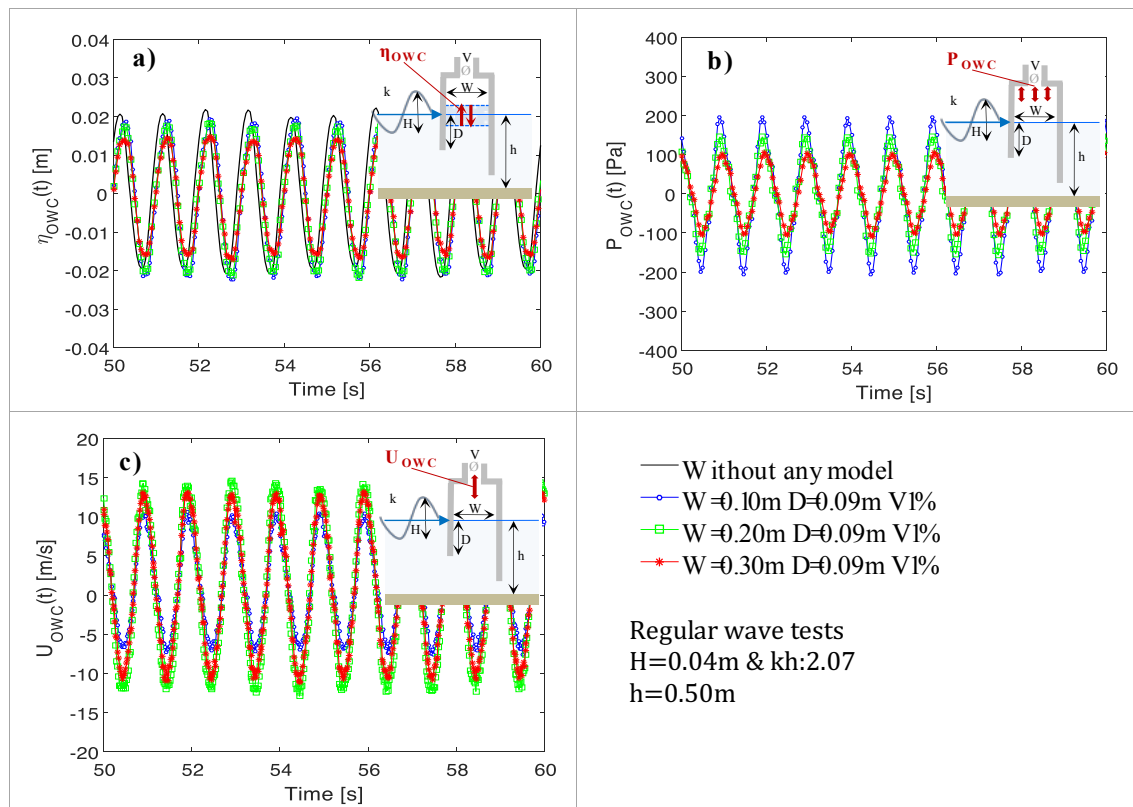 a)
ηOWC
V
Ø
W
k
H
D
h
0.04
0.03
0.02
0.01
0
-0.01
-0.02
-0.03
-0.04
ηOWC(t) [m]
50 52 54 56 58 60
Time [s]
b)
POWC
V
Ø
W
k
H
D
h
400
300
200
100
0
-100
-200
-300
-400
POWC(t) [Pa]
50 52 54 56 58 60
Time [s]
c)
UOWC
V
Ø
W
k
H
D
h
20
15
10
5
0
-5
-10
-15
-20
UOWC(t) [m/s]
50 52 54 56 58 60
Time [s]
W ithout any model
W=0.10m D=0.09m V1%
W=0.20m D=0.09m V1%
W=0.30m D=0.09m V1%
Regular wave tests
H=0.04m & kh:2.07
h=0.50m